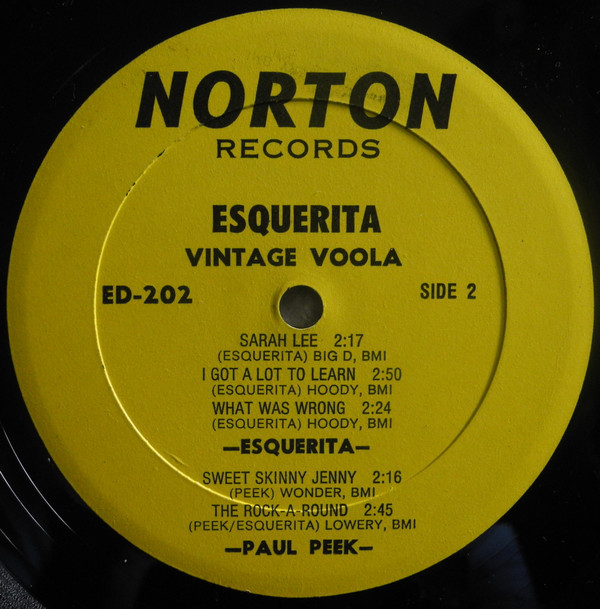 NORTON
RECORDS
ESQUERITA
VINTAGE VOOLA
ED-202
SIDE 2
SARAH LEE 2:17
(ESQUERITA) BIG D, BMI
I GOT A LOT TO LEARN 2:50
(ESQUERITA) HOODY, BMI
WHAT WAS WRONG 2:24
(ESQUERITA) HOODY, BMI
—ESQUERITA—
SWEET SKINNY JENNY 2:16
(PEEK) WONDER, BMI
THE ROCK-A-ROUND 2:45
(PEEK/ESQUERITA) LOWERY, BMI
—PAUL PEEK—